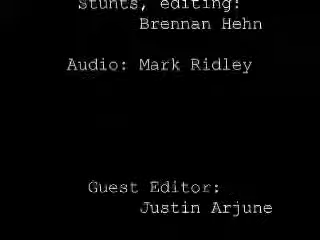 Stunts, editing:
Brennan Hehn
Audio: Mark Ridley
Guest Editor:
Justin Arjune